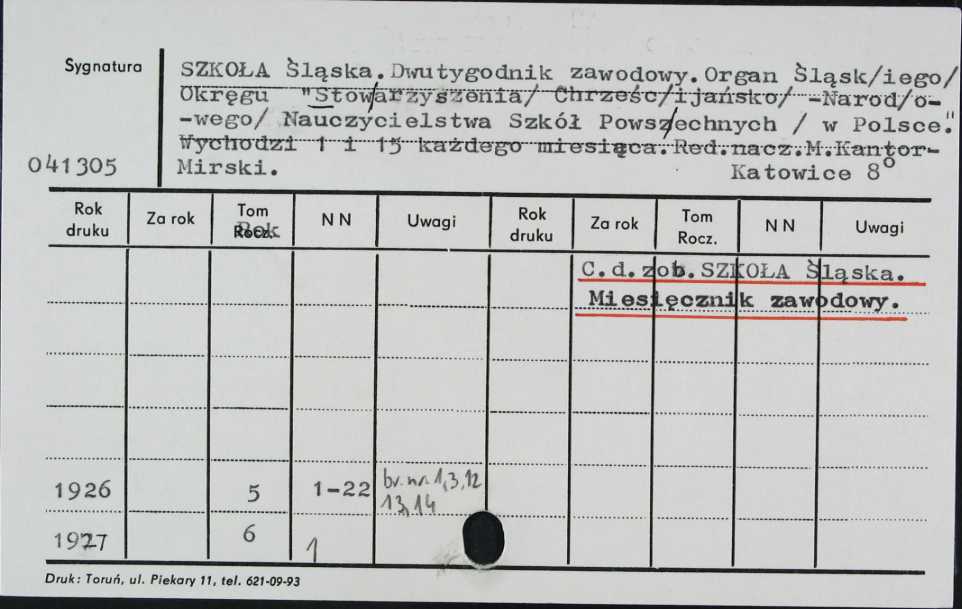 Sygnatura
SZKOŁA Śląska. Dwutygodnik zawodowy. Organ Śląsk/iego/
Okręgu "Stowarzyszenia/ Chrześc/ijańsko/ -Narod/o-
-wego/ Nauczycielstwa Szkół Powsz/echnych / w Polsce."
Wychodzi 1 i 15 każdego miesiąca. Red.nacz.M.Kantor-
041305 Mirski. Katowice 8°
Rok druku Za rok Tom Rocz. Rok N N Uwagi Rok druku Za rok Tom Rocz. N N Uwagi
C.d.zob. SZKOŁA Śląska.
Miesięcznik zawodowy.
1926 5 1-22 br. nr. 1,3,12
13,14
1927 6 1
Druk: Toruń, ul. Piekary 11, tel. 621-09-93